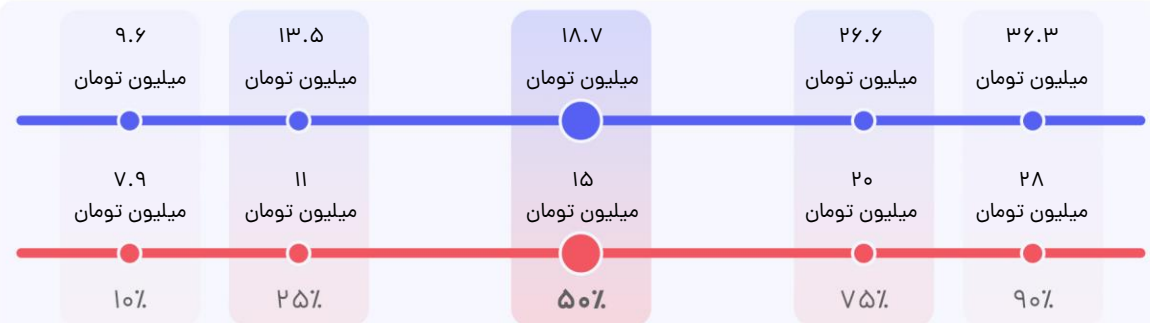 ۹.۶ ۱۳.۵ ۱۸.۷ ۲۶.۶ ۳۶.۳
میلیون تومان میلیون تومان میلیون تومان میلیون تومان میلیون تومان
۷.۹ ۱۱ ۱۵ ۲۰ ۲۸
میلیون تومان میلیون تومان میلیون تومان میلیون تومان میلیون تومان
۱۰٪ ۲۵٪ ۵۰٪ ۷۵٪ ۹۰٪